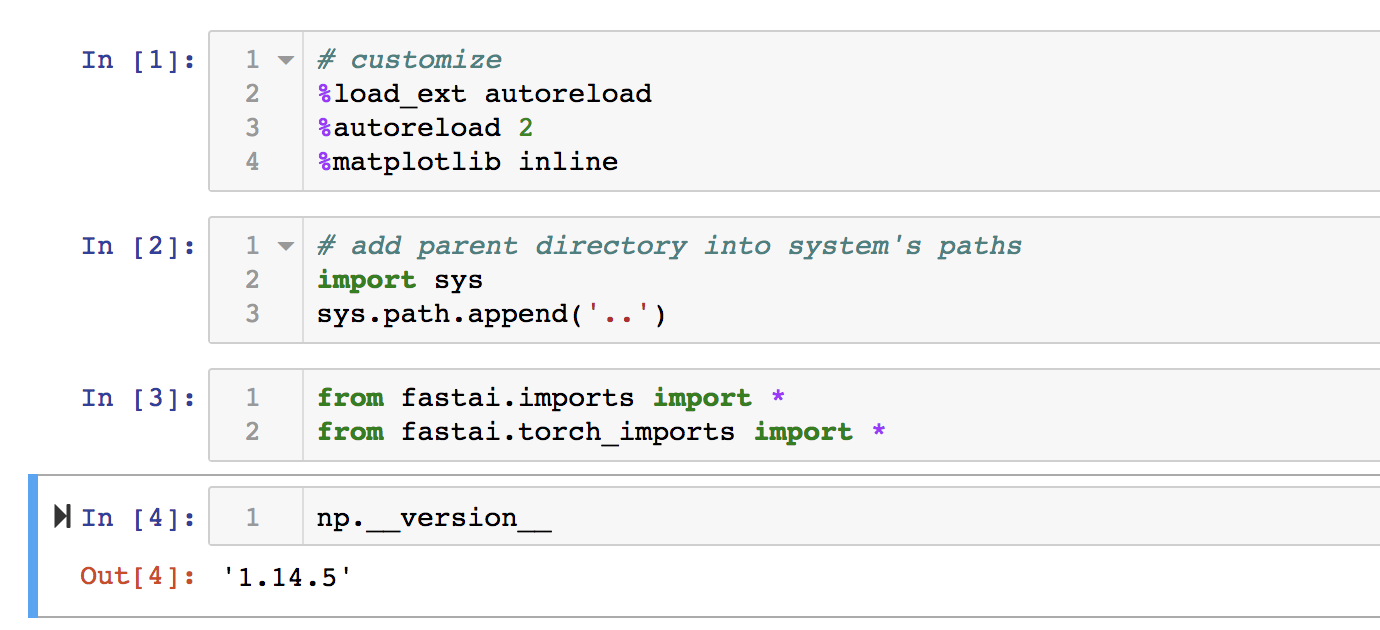 In [1]:
1 # customize
2 %load_ext autoreload
3 %autoreload 2
4 %matplotlib inline
In [2]:
1 # add parent directory into system's paths
2 import sys
3 sys.path.append('..')
In [3]:
1 from fastai.imports import *
2 from fastai.torch_imports import *
In [4]:
1 np.__version__
Out[4]: '1.14.5'